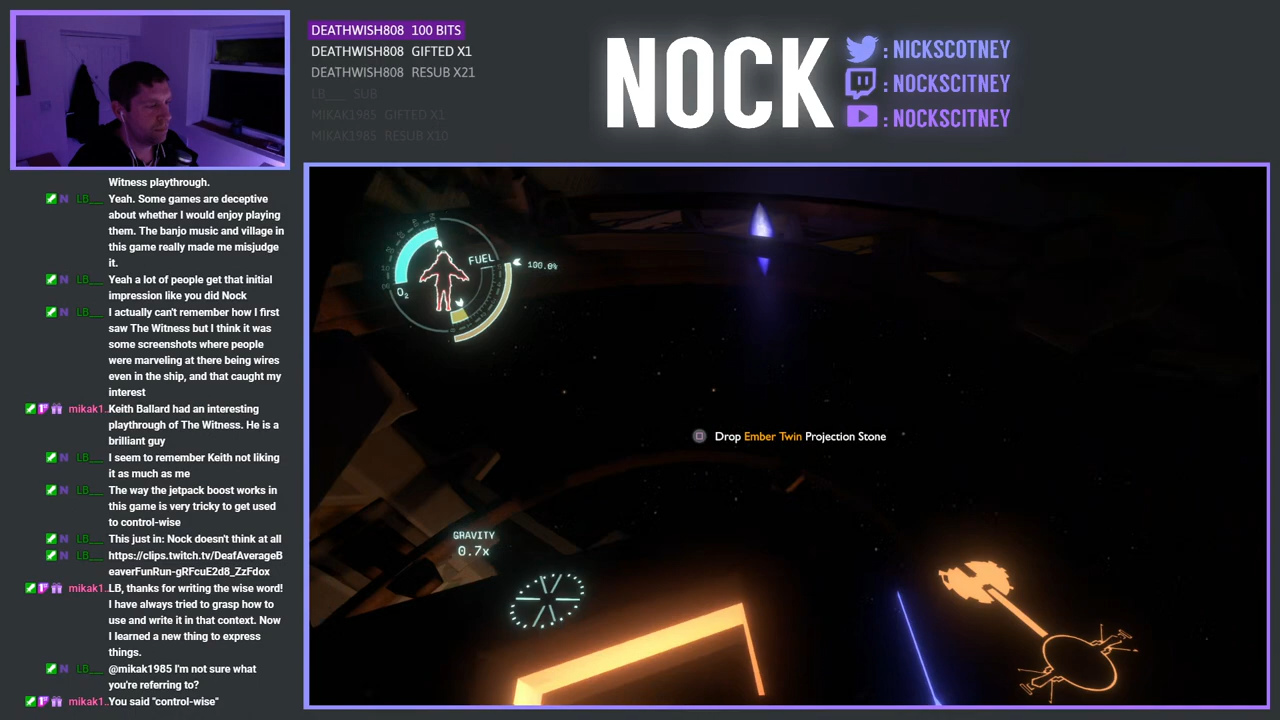 DEATHWISH808 100 BITS
DEATHWISH808 GIFTED X1
DEATHWISH808 RESUB X21
LB___ SUB
MIKAK1985 GIFTED X1
MIKAK1985 RESUB X10
NOCK
: NICKSCOTNEY
: NOCKSCITNEY
: NOCKSCITNEY
Witness playthrough.
LB___ Yeah. Some games are deceptive
about whether I would enjoy playing
them. The banjo music and village in
this game really made me misjudge
it.
LB___ Yeah a lot of people get that initial
impression like you did Nock
LB___ I actually can't remember how I first
saw The Witness but I think it was
some screenshots where people
were marveling at there being wires
even in the ship, and that caught my
interest
mikak1.. Keith Ballard had an interesting
playthrough of The Witness. He is a
brilliant guy
LB___ I seem to remember Keith not liking
it as much as me
LB___ The way the jetpack boost works in
this game is very tricky to get used
to control-wise
LB___ This just in: Nock doesn't think at all
LB___ https://clips.twitch.tv/DeafAverageB
eaverFunRun-gRFcuE2d8_ZzFdox
mikak1.. LB, thanks for writing the wise word!
I have always tried to grasp how to
use and write it in that context. Now
I learned a new thing to express
things.
LB___ @mikak1985 I'm not sure what
you're referring to?
mikak1.. You said "control-wise"
FUEL
100.0%
O2
Drop Ember Twin Projection Stone
GRAVITY
0.7x